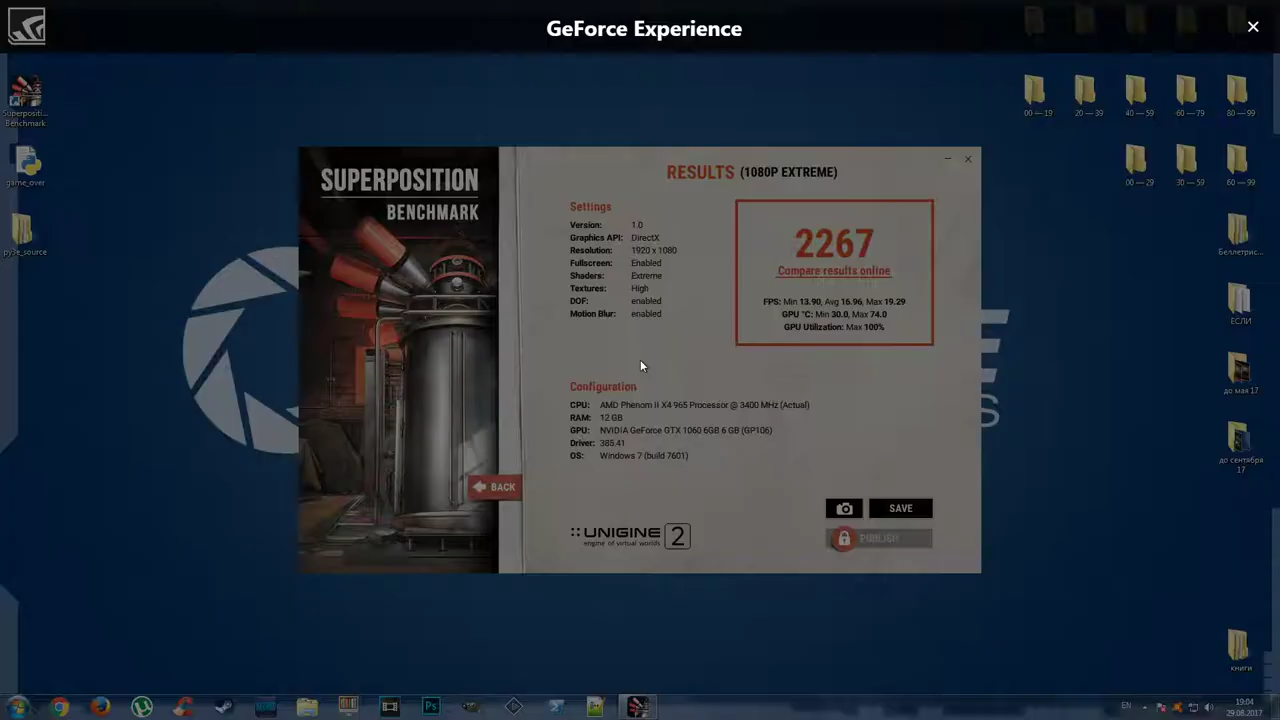 GeForce Experience
Superpositi...
Benchmark
game_over
py3e_source
00 — 19
20 — 39
40 — 59
60 — 79
80 — 99
00 — 29
30 — 59
60 — 99
Беллетрис...
ЕСЛИ
до мая 17
до сентября
17
книги
SUPERPOSITION
BENCHMARK
RESULTS (1080P EXTREME)
Settings
Version: 1.0
Graphics API: DirectX
Resolution: 1920 x 1080
Fullscreen: Enabled
Shaders: Extreme
Textures: High
DOF: enabled
Motion Blur: enabled
2267
Compare results online
FPS: Min 13.90, Avg 16.96, Max 19.29
GPU °C: Min 30.0, Max 74.0
GPU Utilization: Max 100%
Configuration
CPU: AMD Phenom II X4 965 Processor @ 3400 MHz (Actual)
RAM: 12 GB
GPU: NVIDIA GeForce GTX 1060 6GB 6 GB (GP106)
Driver: 385.41
OS: Windows 7 (build 7601)
BACK
SAVE
PUBLISH
UNIGINE 2
engine of virtual worlds
Ps
EN
19:04
29.08.2017